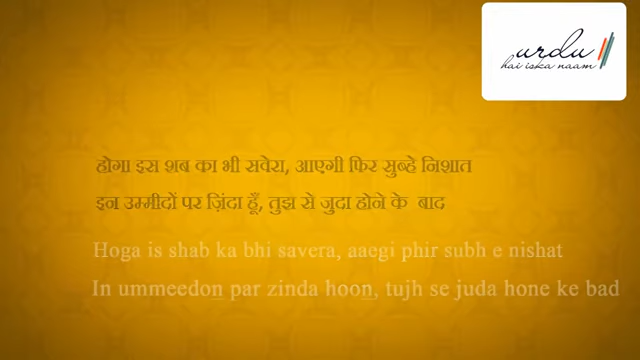 urdu
hai iska naam
होगा इस शब का भी सवेरा, आएगी फिर सुब्हे निशात
इन उम्मीदों पर ज़िंदा हूँ, तुझ से जुदा होने के बाद
Hoga is shab ka bhi savera, aaegi phir subh e nishat
In ummeedon par zinda hoon, tujh se juda hone ke bad